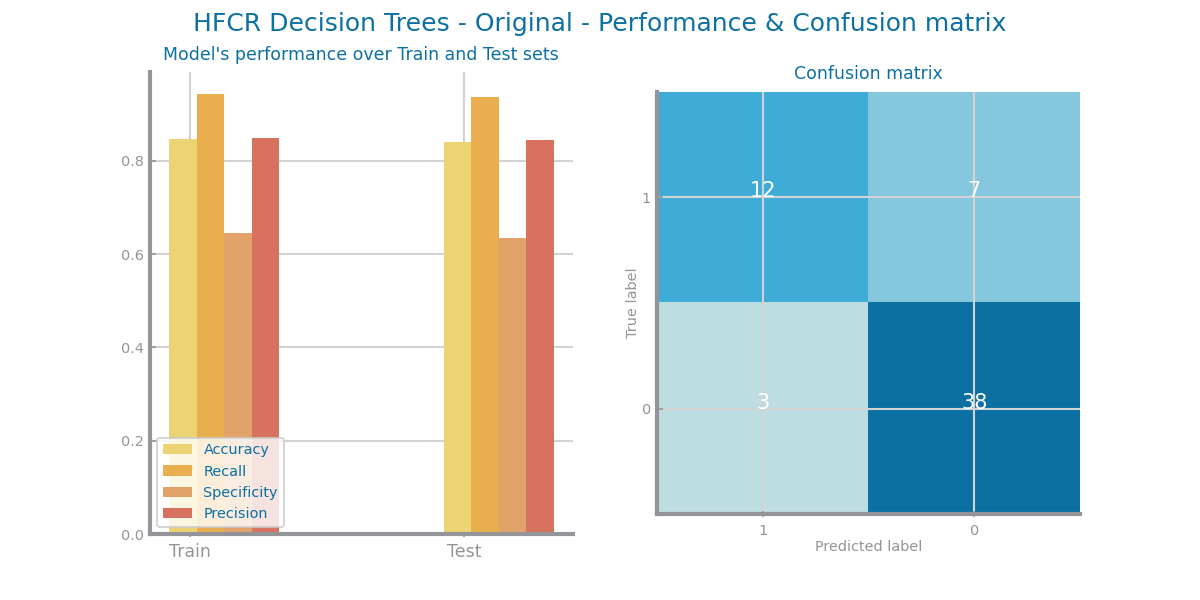 HFCR Decision Trees - Original - Performance & Confusion matrix
Model's performance over Train and Test sets
0.8
0.6
0.4
0.2
0.0
Accuracy
Recall
Specificity
Precision
Train Test
Confusion matrix
12 7
3 38
True label
1
0
1 0
Predicted label